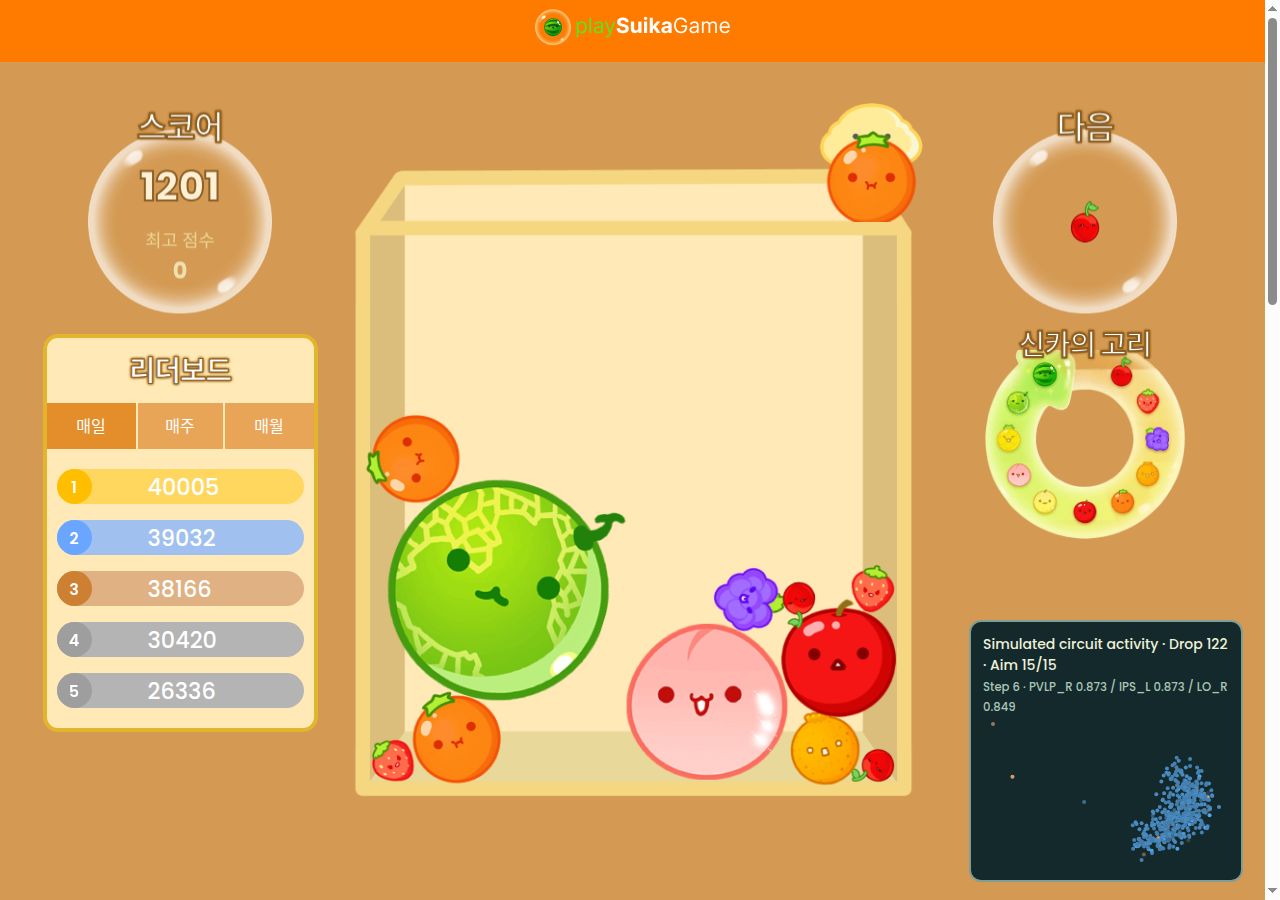 playSuikaGame
스코어
1201
최고 점수
0
다음
리더보드
매일 매주 매월
1 40005
2 39032
3 38166
4 30420
5 26336
신카의 고리
Simulated circuit activity · Drop 122
· Aim 15/15
Step 6 · PVLP_R 0.873 / IPS_L 0.873 / LO_R
0.849